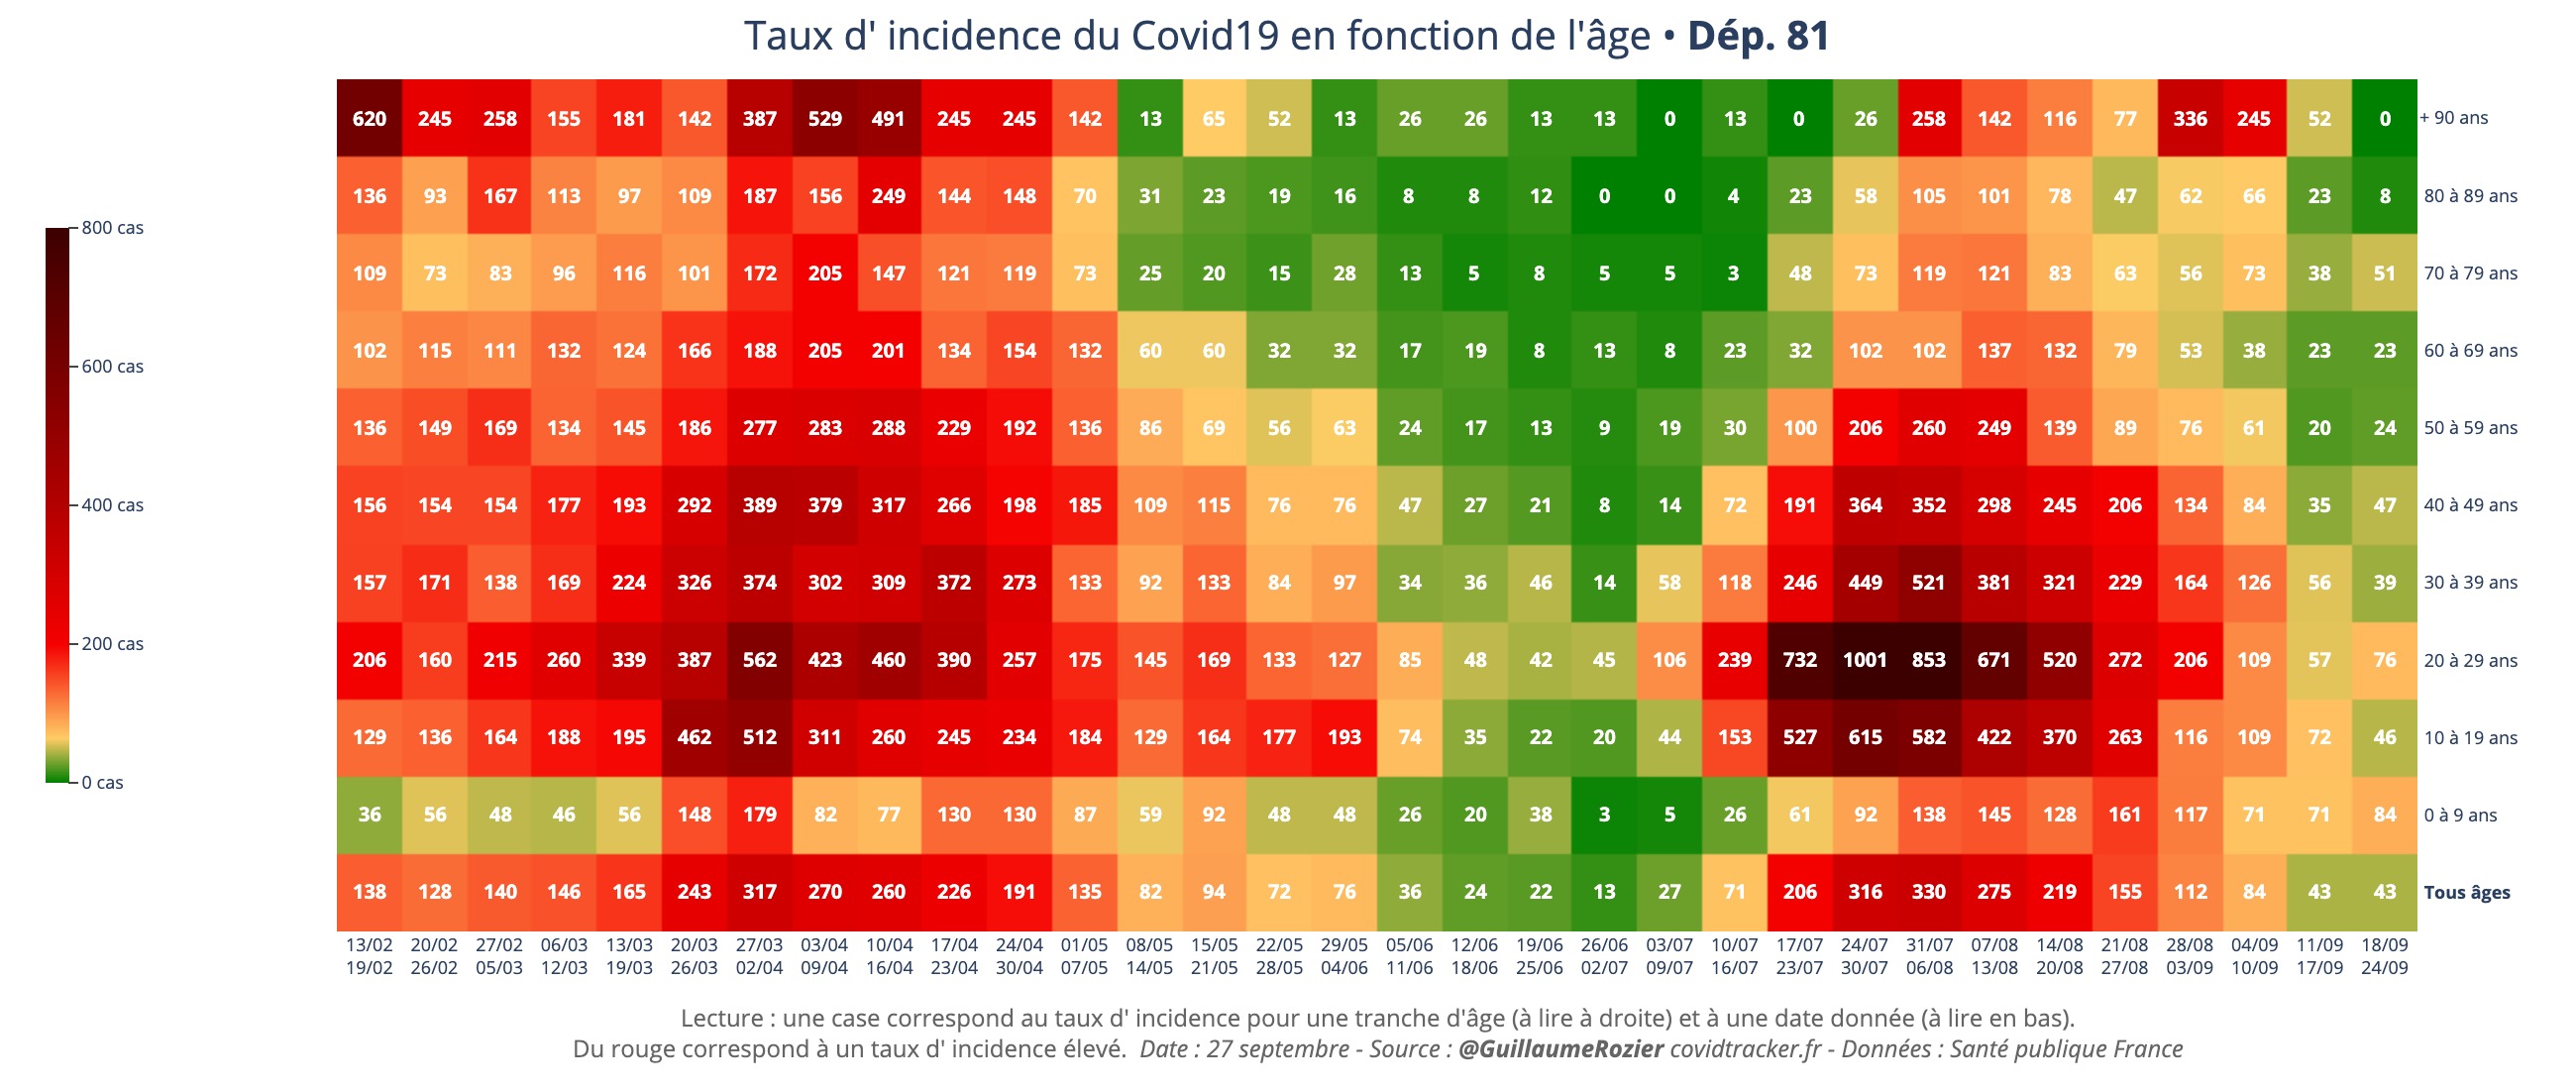 Taux d' incidence du Covid19 en fonction de l'âge • Dép. 81
620 245 258 155 181 142 387 529 491 245 245 142 13 65 52 13 26 26 13 13 0 13 0 26 258 142 116 77 336 245 52 0 + 90 ans
136 93 167 113 97 109 187 156 249 144 148 70 31 23 19 16 8 8 12 0 0 4 23 58 105 101 78 47 62 66 23 8 80 à 89 ans
800 cas
109 73 83 96 116 101 172 205 147 121 119 73 25 20 15 28 13 5 8 5 5 3 48 73 119 121 83 63 56 73 38 51 70 à 79 ans
102 115 111 132 124 166 188 205 201 134 154 132 60 60 32 32 17 19 8 13 8 23 32 102 102 137 132 79 53 38 23 23 60 à 69 ans
600 cas
136 149 169 134 145 186 277 283 288 229 192 136 86 69 56 63 24 17 13 9 19 30 100 206 260 249 139 89 76 61 20 24 50 à 59 ans
400 cas
156 154 154 177 193 292 389 379 317 266 198 185 109 115 76 76 47 27 21 8 14 72 191 364 352 298 245 206 134 84 35 47 40 à 49 ans
157 171 138 169 224 326 374 302 309 372 273 133 92 133 84 97 34 36 46 14 58 118 246 449 521 381 321 229 164 126 56 39 30 à 39 ans
200 cas
206 160 215 260 339 387 562 423 460 390 257 175 145 169 133 127 85 48 42 45 106 239 732 1001 853 671 520 272 206 109 57 76 20 à 29 ans
129 136 164 188 195 462 512 311 260 245 234 184 129 164 177 193 74 35 22 20 44 153 527 615 582 422 370 263 116 109 72 46 10 à 19 ans
0 cas
36 56 48 46 56 148 179 82 77 130 130 87 59 92 48 48 26 20 38 3 5 26 61 92 138 145 128 161 117 71 71 84 0 à 9 ans
138 128 140 146 165 243 317 270 260 226 191 135 82 94 72 76 36 24 22 13 27 71 206 316 330 275 219 155 112 84 43 43 Tous âges
13/02 20/02 27/02 06/03 13/03 20/03 27/03 03/04 10/04 17/04 24/04 01/05 08/05 15/05 22/05 29/05 05/06 12/06 19/06 26/06 03/07 10/07 17/07 24/07 31/07 07/08 14/08 21/08 28/08 04/09 11/09 18/09
19/02 26/02 05/03 12/03 19/03 26/03 02/04 09/04 16/04 23/04 30/04 07/05 14/05 21/05 28/05 04/06 11/06 18/06 25/06 02/07 09/07 16/07 23/07 30/07 06/08 13/08 20/08 27/08 03/09 10/09 17/09 24/09
Lecture : une case correspond au taux d' incidence pour une tranche d'âge (à lire à droite) et à une date donnée (à lire en bas).
Du rouge correspond à un taux d' incidence élevé. Date : 27 septembre - Source : @GuillaumeRozier covidtracker.fr - Données : Santé publique France